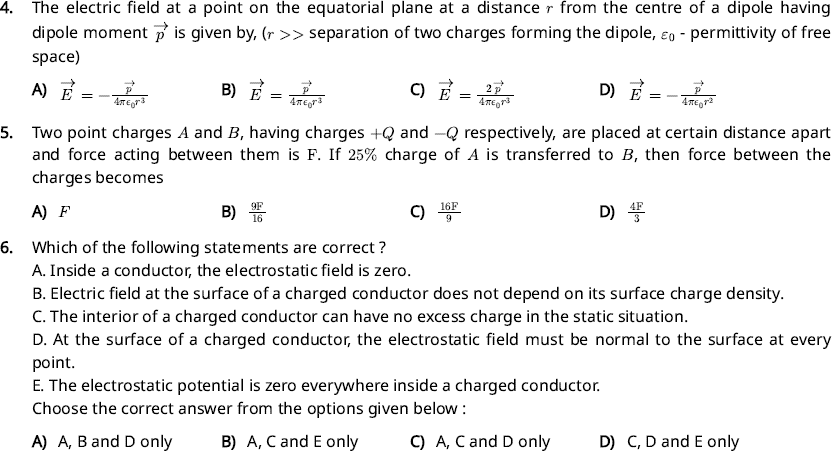 4. The electric field at a point on the equatorial plane at a distance r from the centre of a dipole having
dipole moment $\overrightarrow{p}$ is given by, (r >> separation of two charges forming the dipole, ε₀ - permittivity of free
space)
A) $\overrightarrow{E} = -\frac{\overrightarrow{p}}{4\pi\epsilon_0 r^3}$ B) $\overrightarrow{E} = \frac{\overrightarrow{p}}{4\pi\epsilon_0 r^3}$ C) $\overrightarrow{E} = \frac{2\overrightarrow{p}}{4\pi\epsilon_0 r^3}$ D) $\overrightarrow{E} = -\frac{\overrightarrow{p}}{4\pi\epsilon_0 r^2}$
5. Two point charges A and B, having charges +Q and −Q respectively, are placed at certain distance apart
and force acting between them is F. If 25% charge of A is transferred to B, then force between the
charges becomes
A) F B) $\frac{9F}{16}$ C) $\frac{16F}{9}$ D) $\frac{4F}{3}$
6. Which of the following statements are correct ?
A. Inside a conductor, the electrostatic field is zero.
B. Electric field at the surface of a charged conductor does not depend on its surface charge density.
C. The interior of a charged conductor can have no excess charge in the static situation.
D. At the surface of a charged conductor, the electrostatic field must be normal to the surface at every
point.
E. The electrostatic potential is zero everywhere inside a charged conductor.
Choose the correct answer from the options given below :
A) A, B and D only B) A, C and E only C) A, C and D only D) C, D and E only